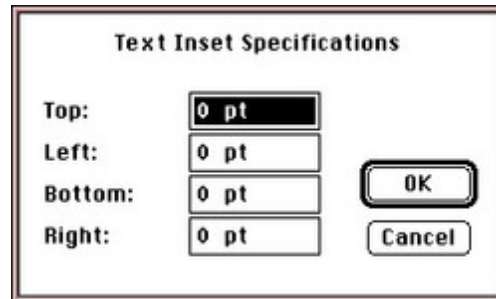 Text Inset Specifications
Top: 0 pt
Left: 0 pt
Bottom: 0 pt
Right: 0 pt
OK
Cancel